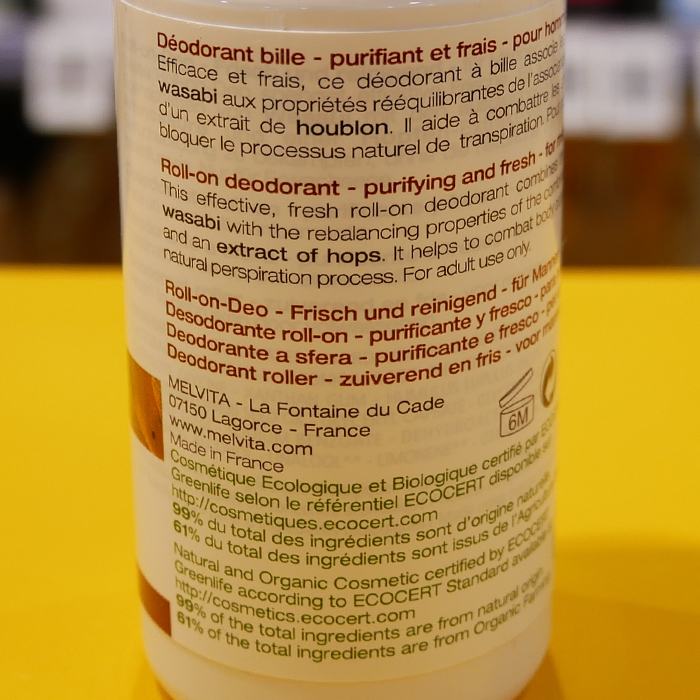 Déodorant bille - purifiant et frais - pour
Efficace et frais, ce déodorant à bille associe
wasabi aux propriétés rééquilibrantes de
d'un extrait de houblon. Il aide à combattre
bloquer le processus naturel de transpiration.
Roll-on deodorant - purifying and fresh - for
This effective, fresh roll-on deodorant combines
wasabi with the rebalancing properties of the
and an extract of hops. It helps to combat body
natural perspiration process. For adult use only.
Roll-on-Deo - Frisch und reinigend - für
Desodorante roll-on - purificante y fresco -
Deodorante a sfera - purificante e fresco -
Deodorant roller - zuiverend en fris - voor
MELVITA - La Fontaine du Cade
07150 Lagorce - France
www.melvita.com
Made in France
6M
Cosmétique Ecologique et Biologique certifié par
Greenlife selon le référentiel ECOCERT disponible sur
http://cosmetiques.ecocert.com
99% du total des ingrédients sont d'origine naturelle
61% du total des ingrédients sont issus de
Natural and Organic Cosmetic certified by ECOCERT
Greenlife according to ECOCERT Standard available
http://cosmetics.ecocert.com
99% of the total ingredients are from natural origin
61% of the total ingredients are from Organic